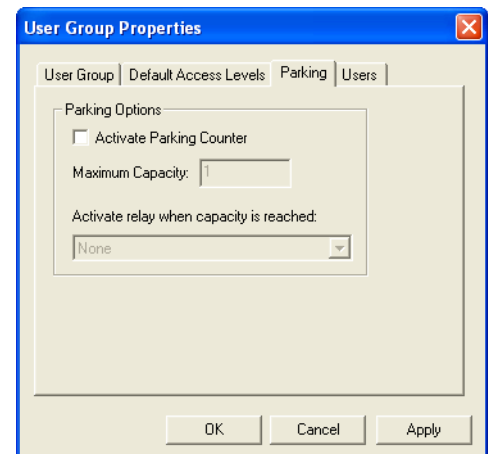 User Group Properties
User Group Default Access Levels Parking Users
Parking Options
Activate Parking Counter
Maximum Capacity: 1
Activate relay when capacity is reached:
None
OK Cancel Apply